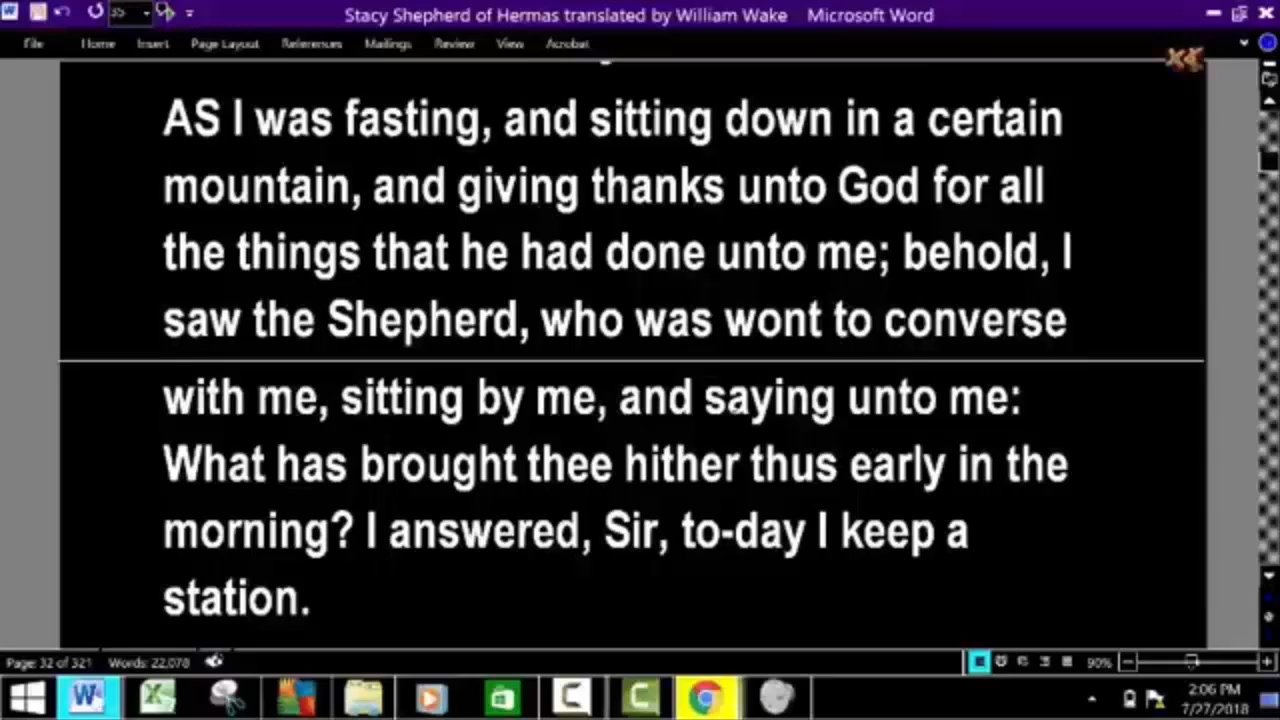 35
Stacy Shepherd of Hermas translated by William Wake Microsoft Word
File Home Insert Page Layout References Mailings Review View Acrobat
AS I was fasting, and sitting down in a certain
mountain, and giving thanks unto God for all
the things that he had done unto me; behold, I
saw the Shepherd, who was wont to converse
with me, sitting by me, and saying unto me:
What has brought thee hither thus early in the
morning? I answered, Sir, to-day I keep a
station.
Page: 32 of 321 Words: 22,078 90%
2:06 PM
7/27/2018